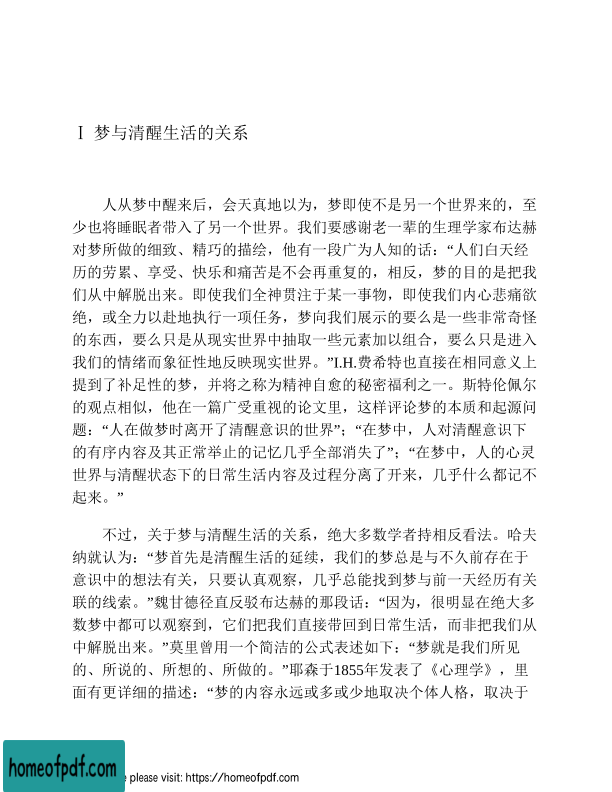 Ⅰ 梦与清醒生活的关系
人从梦中醒来后，会天真地以为，梦即使不是另一个世界来的，至
少也将睡眠者带入了另一个世界。我们要感谢老一辈的生理学家布达赫
对梦所做的细致、精巧的描绘，他有一段广为人知的话：“人们白天经
历的劳累、享受、快乐和痛苦是不会再重复的，相反，梦的目的是把我
们从中解脱出来。即使我们全神贯注于某一事物，即使我们内心悲痛欲
绝，或全力以赴地执行一项任务，梦向我们展示的要么是一些非常奇怪
的东西，要么只是从现实世界中抽取一些元素加以组合，要么只是进入
我们的情绪而象征性地反映现实世界。”I.H.费希特也直接在相同意义上
提到了补足性的梦，并将之称为精神自愈的秘密福利之一。斯特伦佩尔
的观点相似，他在一篇广受重视的论文里，这样评论梦的本质和起源问
题：“人在做梦时离开了清醒意识的世界”；“在梦中，人对清醒意识下
的有序内容及其正常举止的记忆几乎全部消失了”；“在梦中，人的心灵
世界与清醒状态下的日常生活内容及过程分离了开来，几乎什么都记不
起来。”
不过，关于梦与清醒生活的关系，绝大多数学者持相反看法。哈夫
纳就认为：“梦首先是清醒生活的延续，我们的梦总是与不久前存在于
意识中的想法有关，只要认真观察，几乎总能找到梦与前一天经历有关
联的线索。”魏甘德径直反驳布达赫的那段话：“因为，很明显在绝大多
数梦中都可以观察到，它们把我们直接带回到日常生活，而非把我们从
中解脱出来。”莫里曾用一个简洁的公式表述如下：“梦就是我们所见
的、所说的、所想的、所做的。”耶森于1855年发表了《心理学》，里
面有更详细的描述：“梦的内容永远或多或少地取决个体人格，取决于
homeofpdf.com
e please visit: https://homeofpdf.com